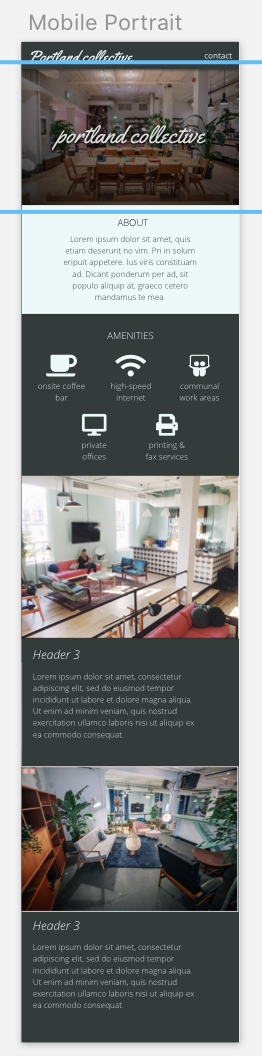 Mobile Portrait
Portland collective
contact
portland collective
ABOUT
Lorem ipsum dolor sit amet, quis
etiam deserunt no vim. Pri in solum
eripuit appetere. Ius viris constituam
ad. Dicant ponderum per ad, sit
populo aliquip at, graeco cetero
mandamus te mea.
AMENITIES
onsite coffee
bar
high-speed
internet
communal
work areas
private
offices
printing &
fax services
Header 3
Lorem ipsum dolor sit amet, consectetur
adipiscing elit, sed do eiusmod tempor
incididunt ut labore et dolore magna aliqua.
Ut enim ad minim veniam, quis nostrud
exercitation ullamco laboris nisi ut aliquip ex
ea commodo consequat.
Header 3
Lorem ipsum dolor sit amet, consectetur
adipiscing elit, sed do eiusmod tempor
incididunt ut labore et dolore magna aliqua.
Ut enim ad minim veniam, quis nostrud
exercitation ullamco laboris nisi ut aliquip ex
ea commodo consequat.